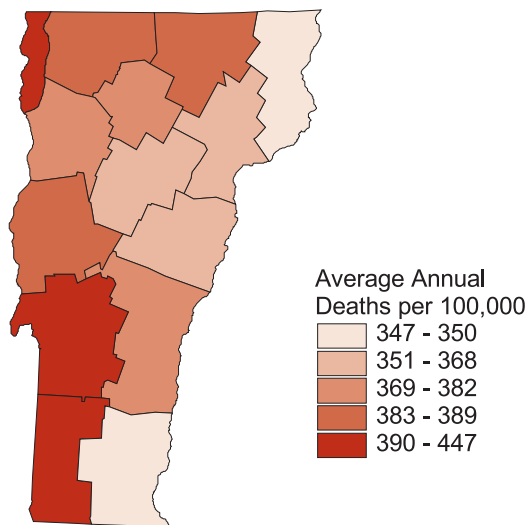 Average Annual
Deaths per 100,000
347 - 350
351 - 368
369 - 382
383 - 389
390 - 447